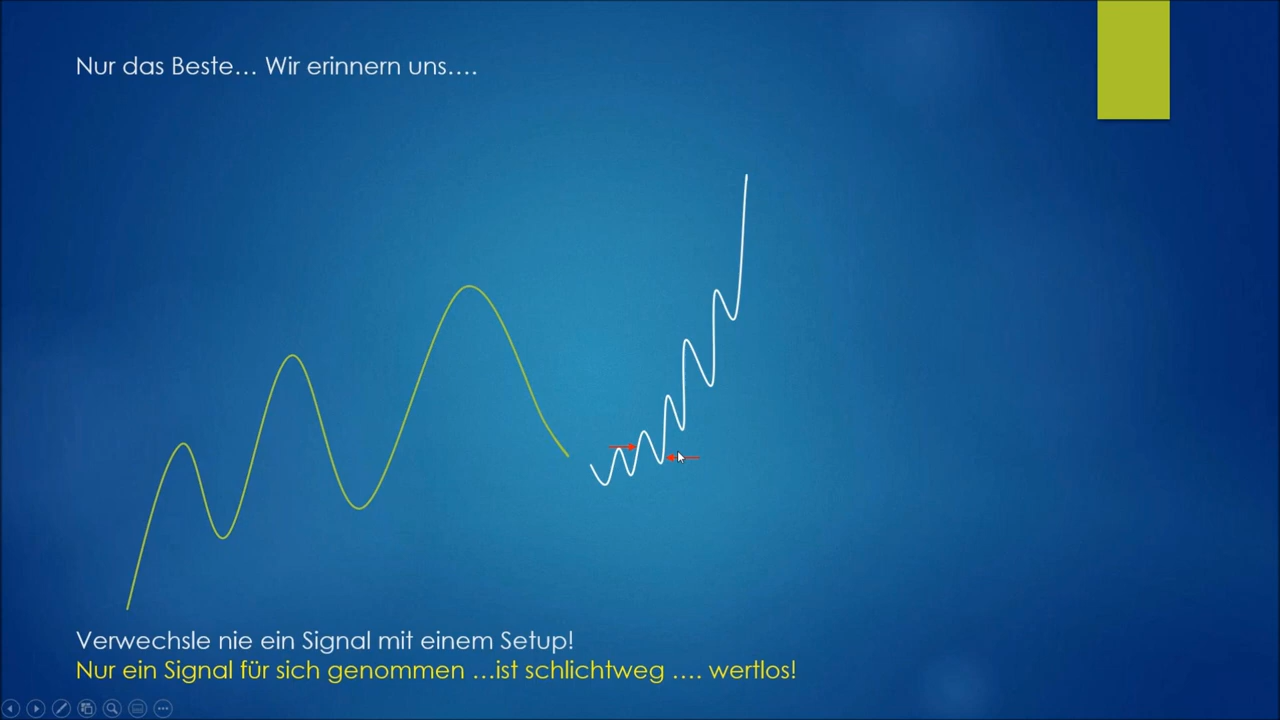 Nur das Beste... Wir erinnern uns....
Verwechsle nie ein Signal mit einem Setup!
Nur ein Signal für sich genommen ...ist schlichtweg .... wertlos!